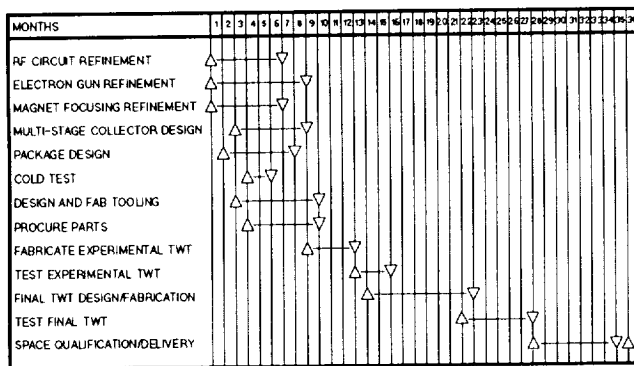 MONTHS 1 2 3 4 5 6 7 8 9 10 11 12 13 14 15 16 17 18 19 20 21 22 23 24 25 26 27 28 29 30 31 32 33 34 35 36
RF CIRCUIT REFINEMENT
ELECTRON GUN REFINEMENT
MAGNET FOCUSING REFINEMENT
MULTI-STAGE COLLECTOR DESIGN
PACKAGE DESIGN
COLD TEST
DESIGN AND FAB TOOLING
PROCURE PARTS
FABRICATE EXPERIMENTAL TWT
TEST EXPERIMENTAL TWT
FINAL TWT DESIGN/FABRICATION
TEST FINAL TWT
SPACE QUALIFICATION/DELIVERY